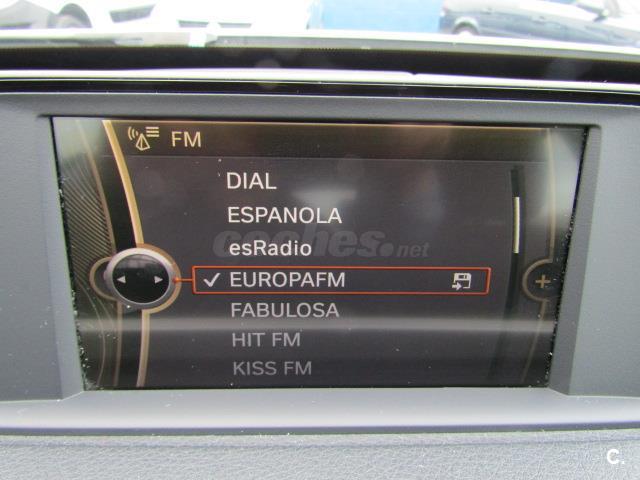 FM
DIAL
ESPANOLA
esRadio
coches.net
EUROPAFM
FABULOSA
HIT FM
KISS FM
C.